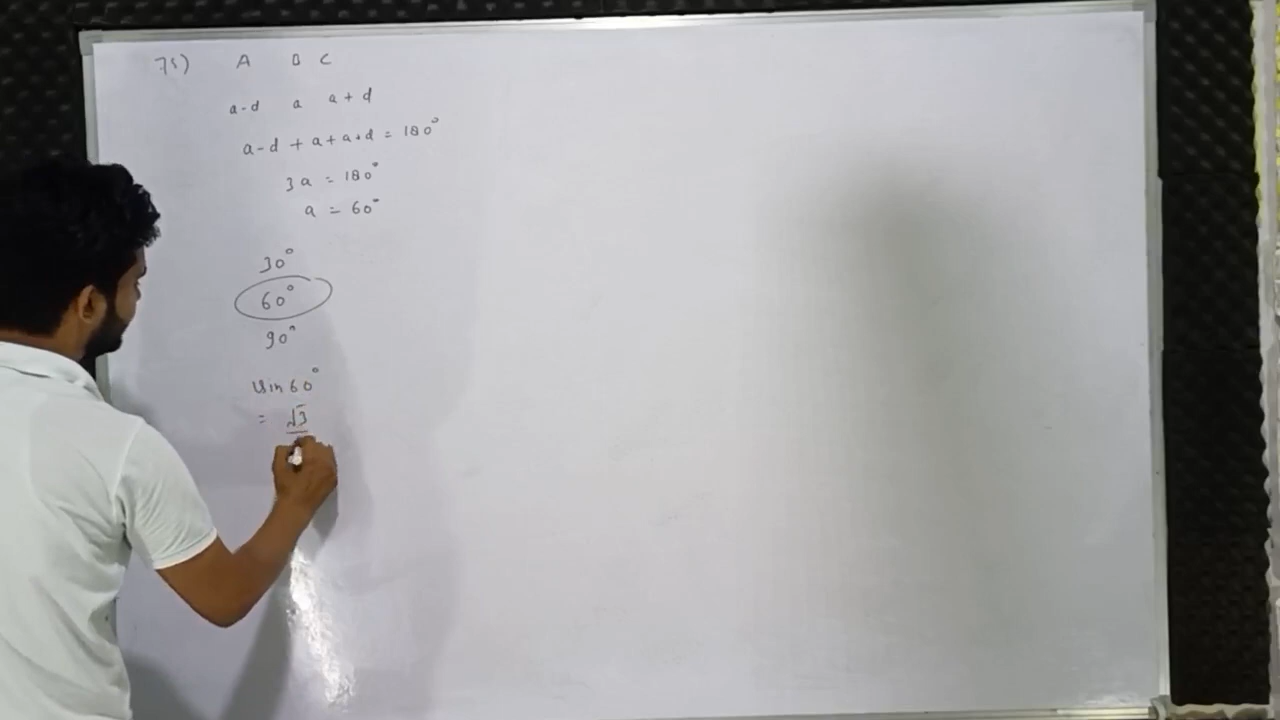 75) A B C
a-d a a+d
a-d + a + a+d = 180°
3a = 180°
a = 60°
30°
60°
90°
Sin 60°
= √3